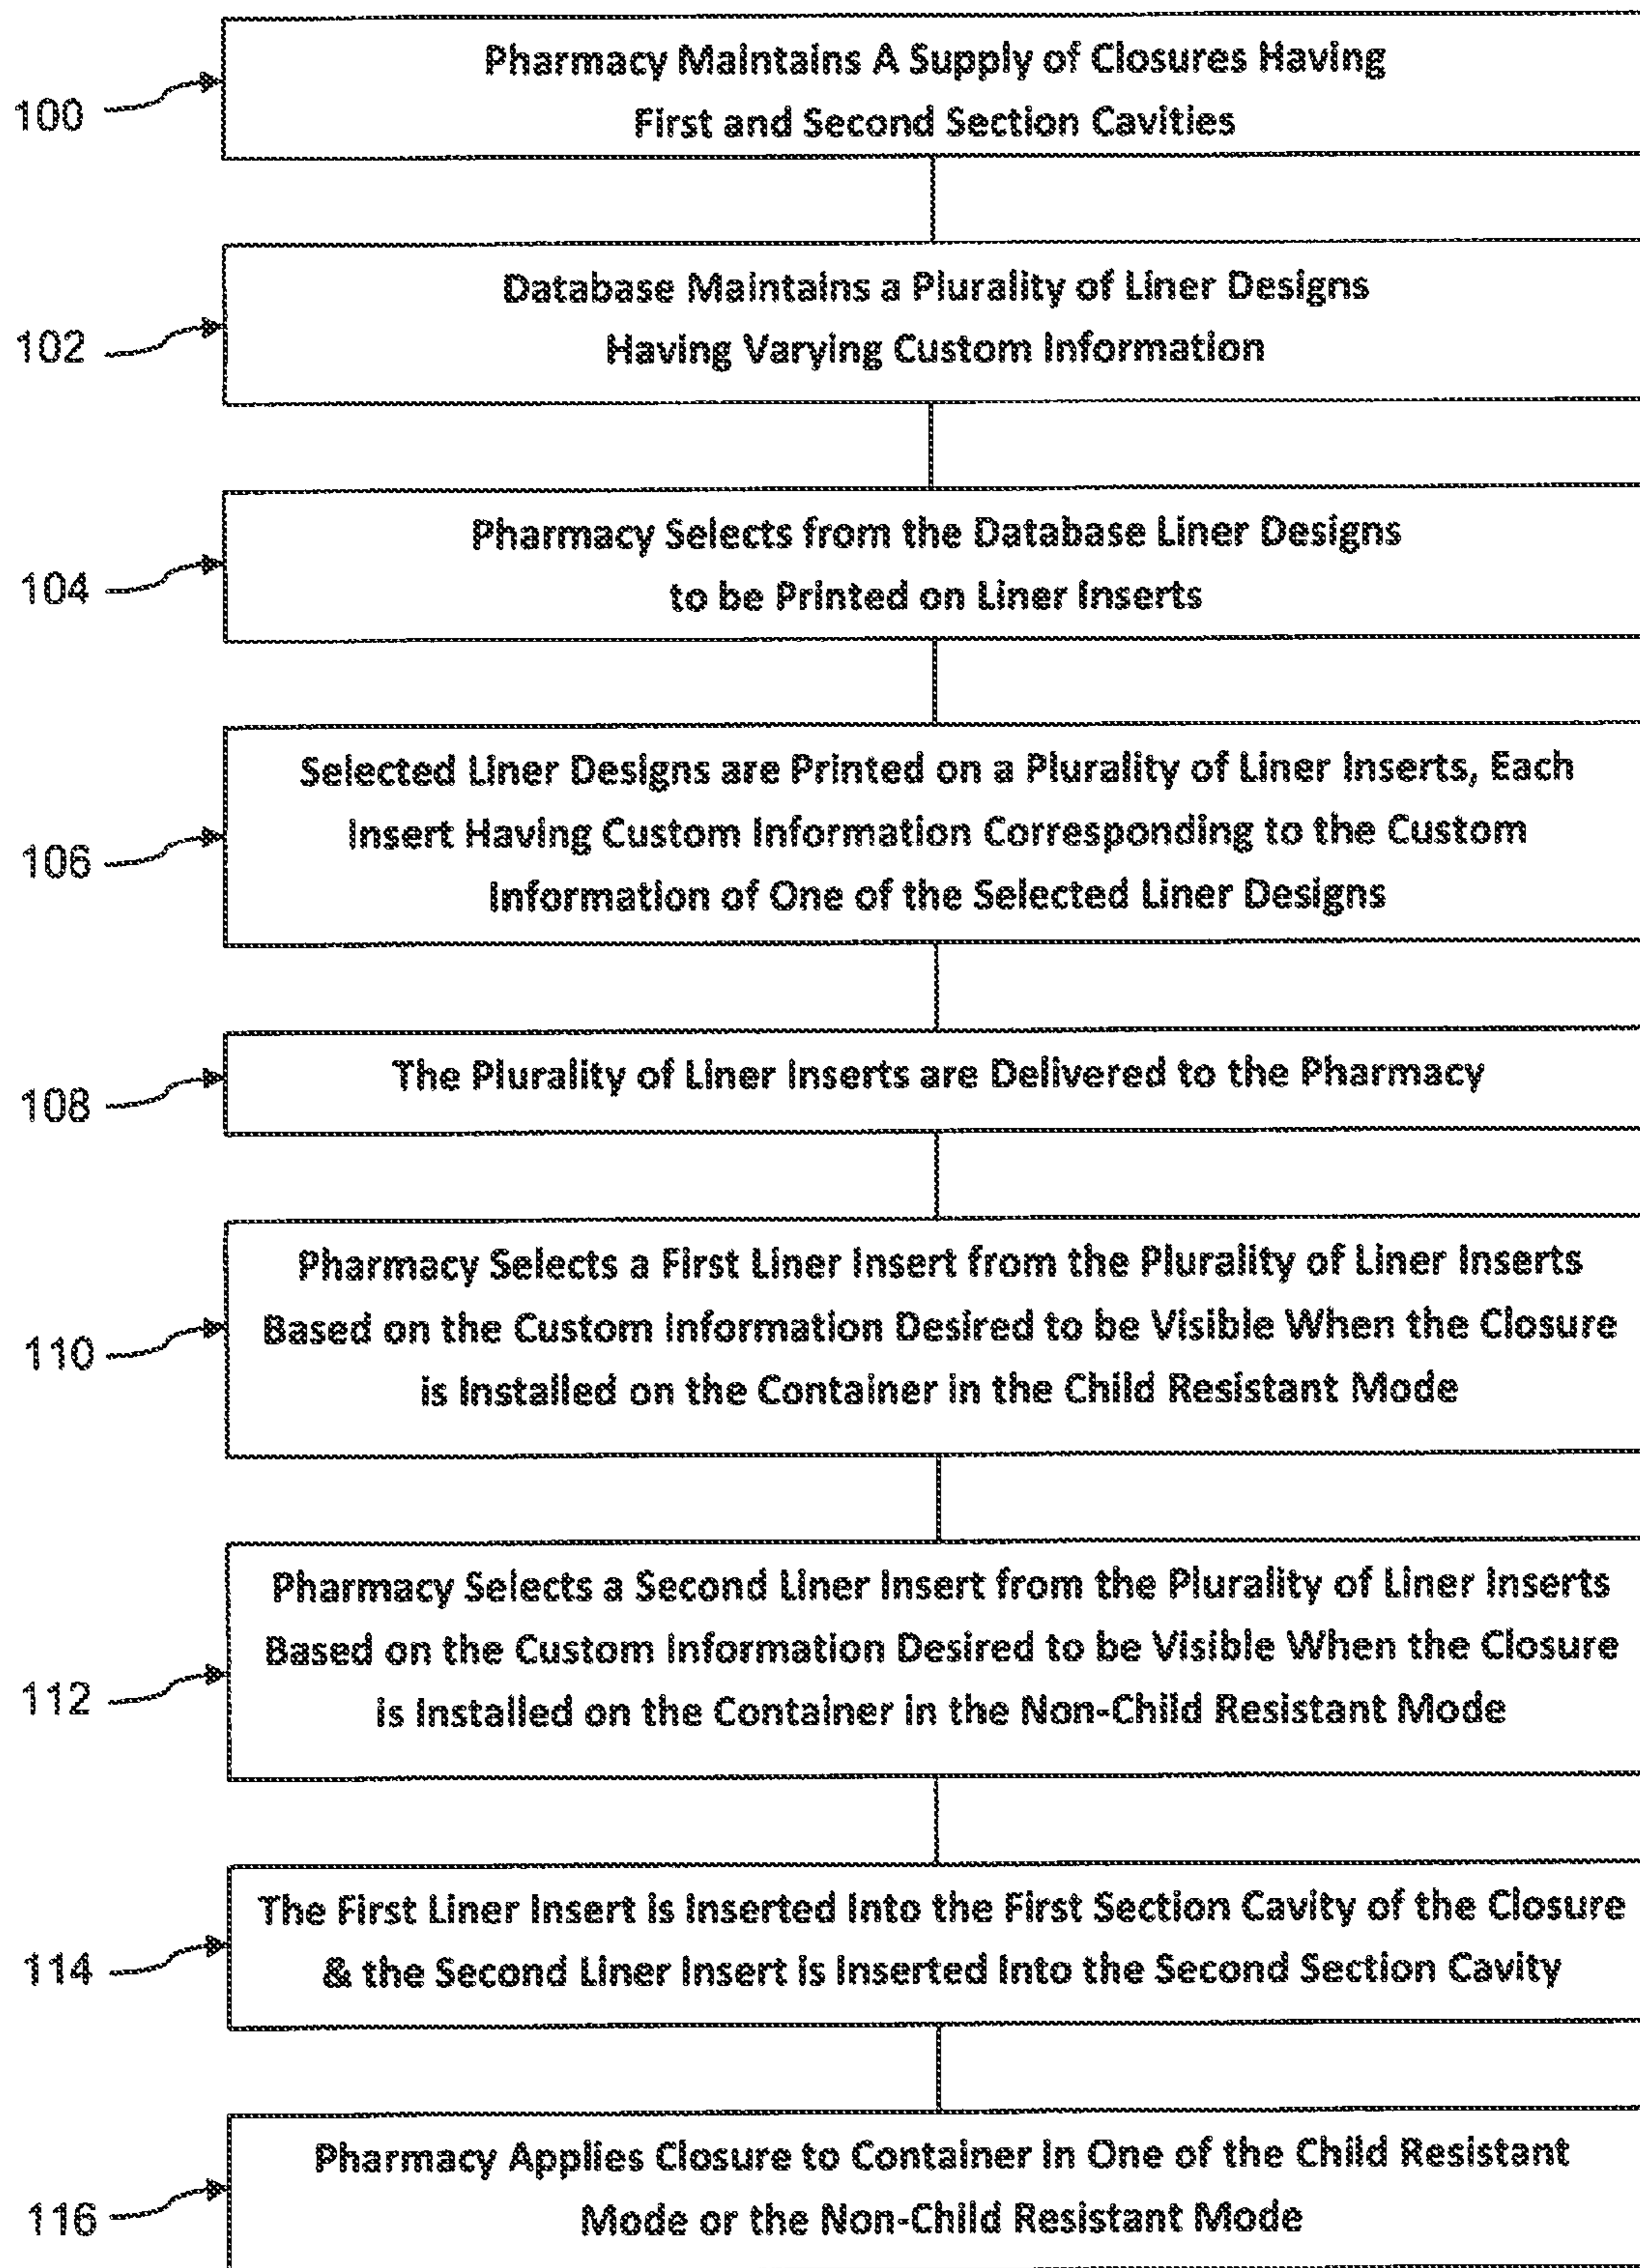 Pharmacy Maintains A Supply of Closures Having
First and Second Section Cavities
100
Database Maintains a Plurality of Liner Designs
Having Varying Custom Information
102
Pharmacy Selects from the Database Liner Designs
to be Printed on Liner Inserts
104
Selected Liner Designs are Printed on a Plurality of Liner Inserts, Each
Insert Having Custom Information Corresponding to the Custom
Information of One of the Selected Liner Designs
106
The Plurality of Liner Inserts are Delivered to the Pharmacy
108
Pharmacy Selects a First Liner Insert from the Plurality of Liner Inserts
Based on the Custom Information Desired to be Visible When the Closure
is Installed on the Container in the Child Resistant Mode
110
Pharmacy Selects a Second Liner Insert from the Plurality of Liner Inserts
Based on the Custom Information Desired to be Visible When the Closure
is Installed on the Container in the Non-Child Resistant Mode
112
The First Liner Insert is Inserted Into the First Section Cavity of the Closure
& the Second Liner Insert is Inserted Into the Second Section Cavity
114
Pharmacy Applies Closure to Container in One of the Child Resistant
Mode or the Non-Child Resistant Mode
116